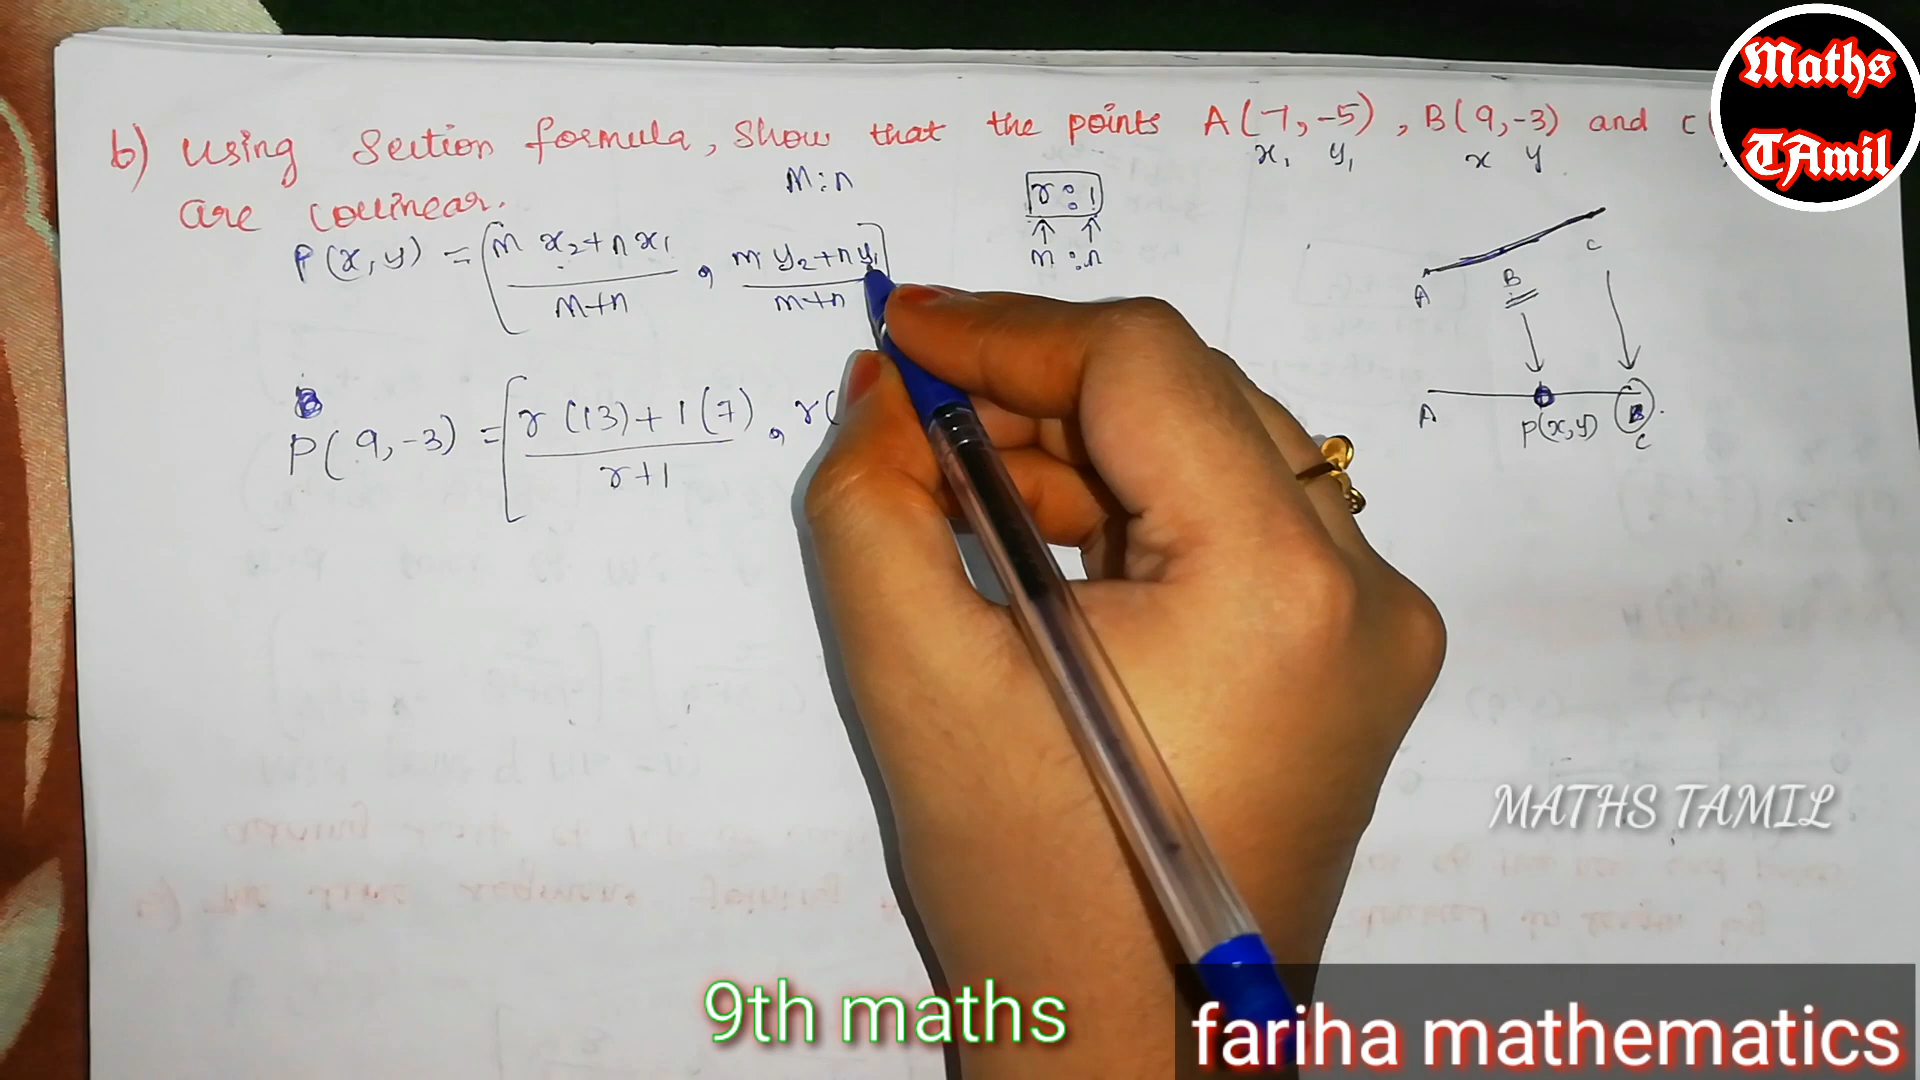 b) Using Section formula, Show that the points A(7,-5), B(9,-3) and C(
x₁ y₁ x y
are collinear.
m:n
r:1
m:n
P(x,y) = [m x₂+n x₁ / m+n , m y₂+n y₁ / m+n]
A B C
B
P(9,-3) = [r(13)+1(7) / r+1 , r(
A P(x,y) C
Maths
TAmil
MATHS TAMIL
9th maths
fariha mathematics